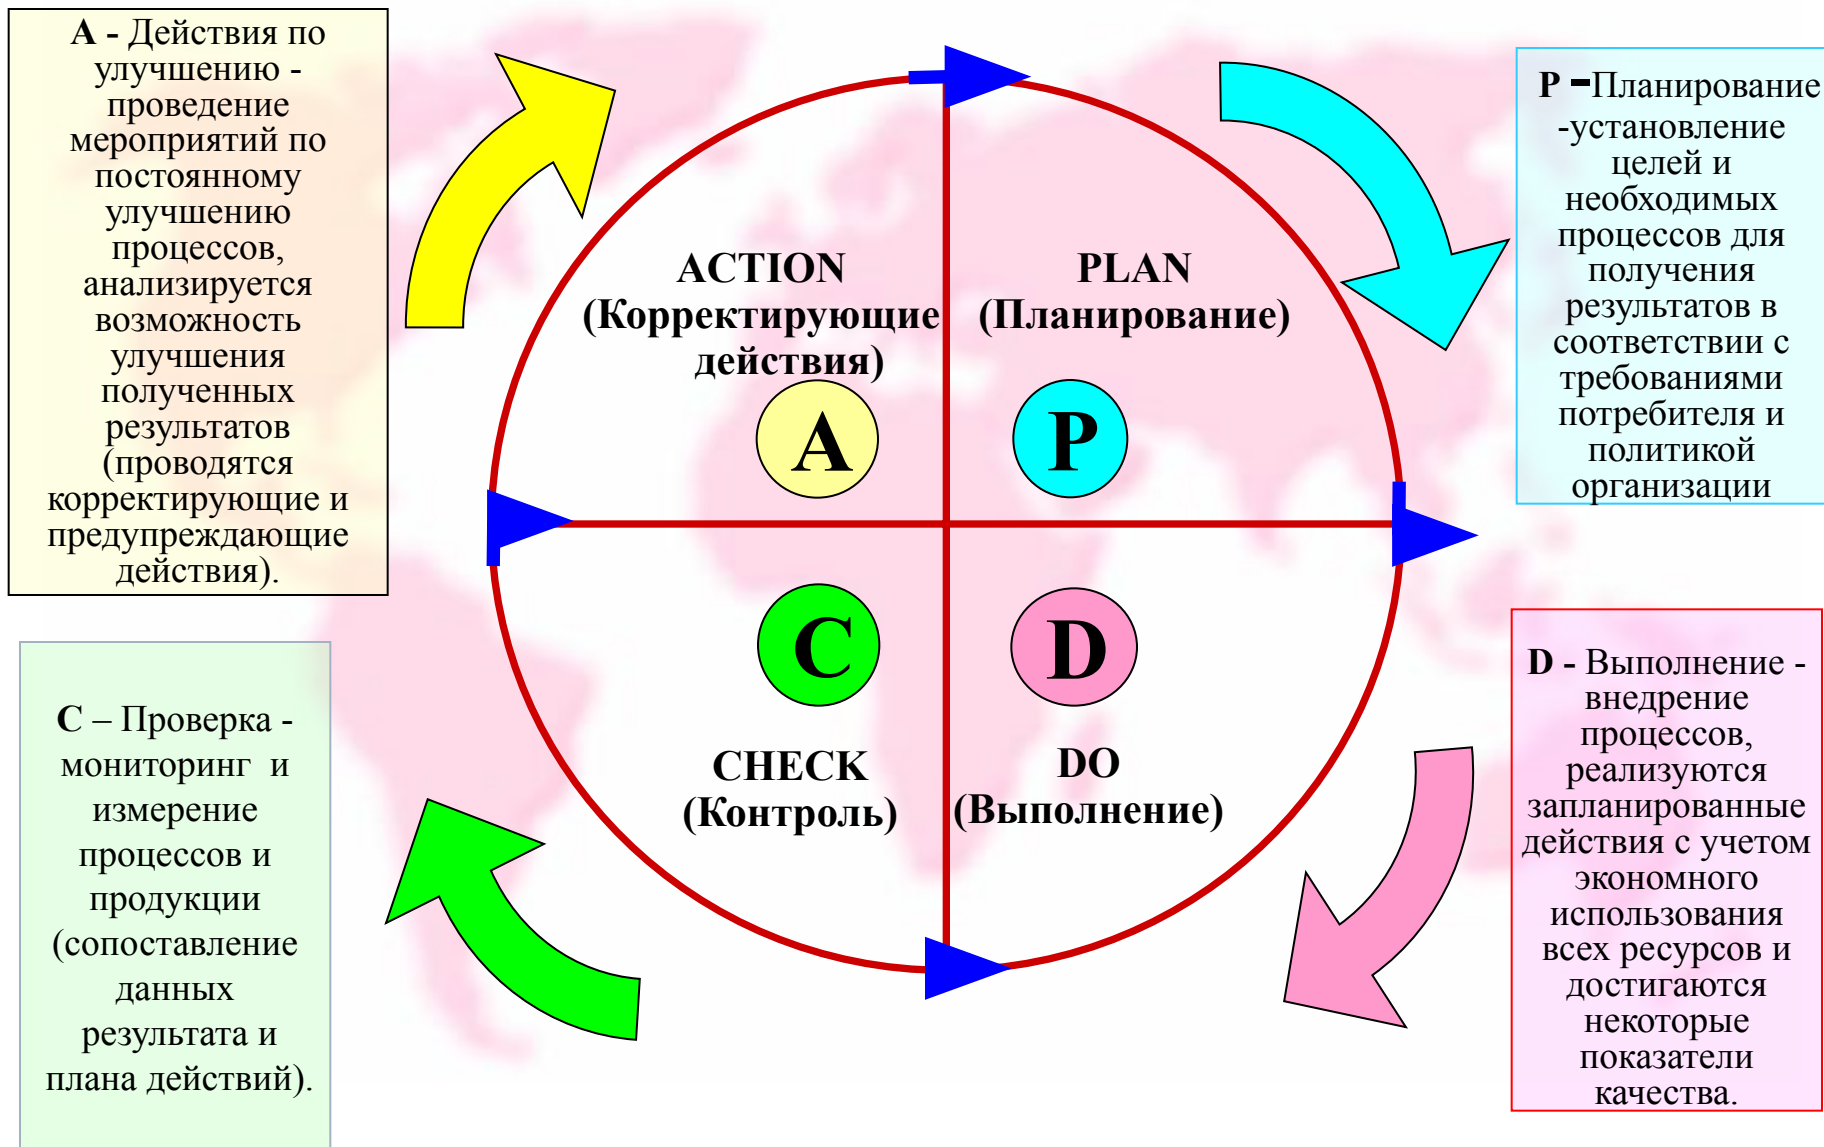 А - Действия по
улучшению -
проведение
мероприятий по
постоянному
улучшению
процессов,
анализируется
возможность
улучшения
полученных
результатов
(проводятся
корректирующие и
предупреждающие
действия).
ACTION
(Корректирующие
действия)
A
PLAN
(Планирование)
P
P –Планирование
-установление
целей и
необходимых
процессов для
получения
результатов в
соответствии с
требованиями
потребителя и
политикой
организации
C – Проверка -
мониторинг и
измерение
процессов и
продукции
(сопоставление
данных
результата и
плана действий).
C
CHECK
(Контроль)
D
DO
(Выполнение)
D - Выполнение -
внедрение
процессов,
реализуются
запланированные
действия с учетом
экономного
использования
всех ресурсов и
достигаются
некоторые
показатели
качества.